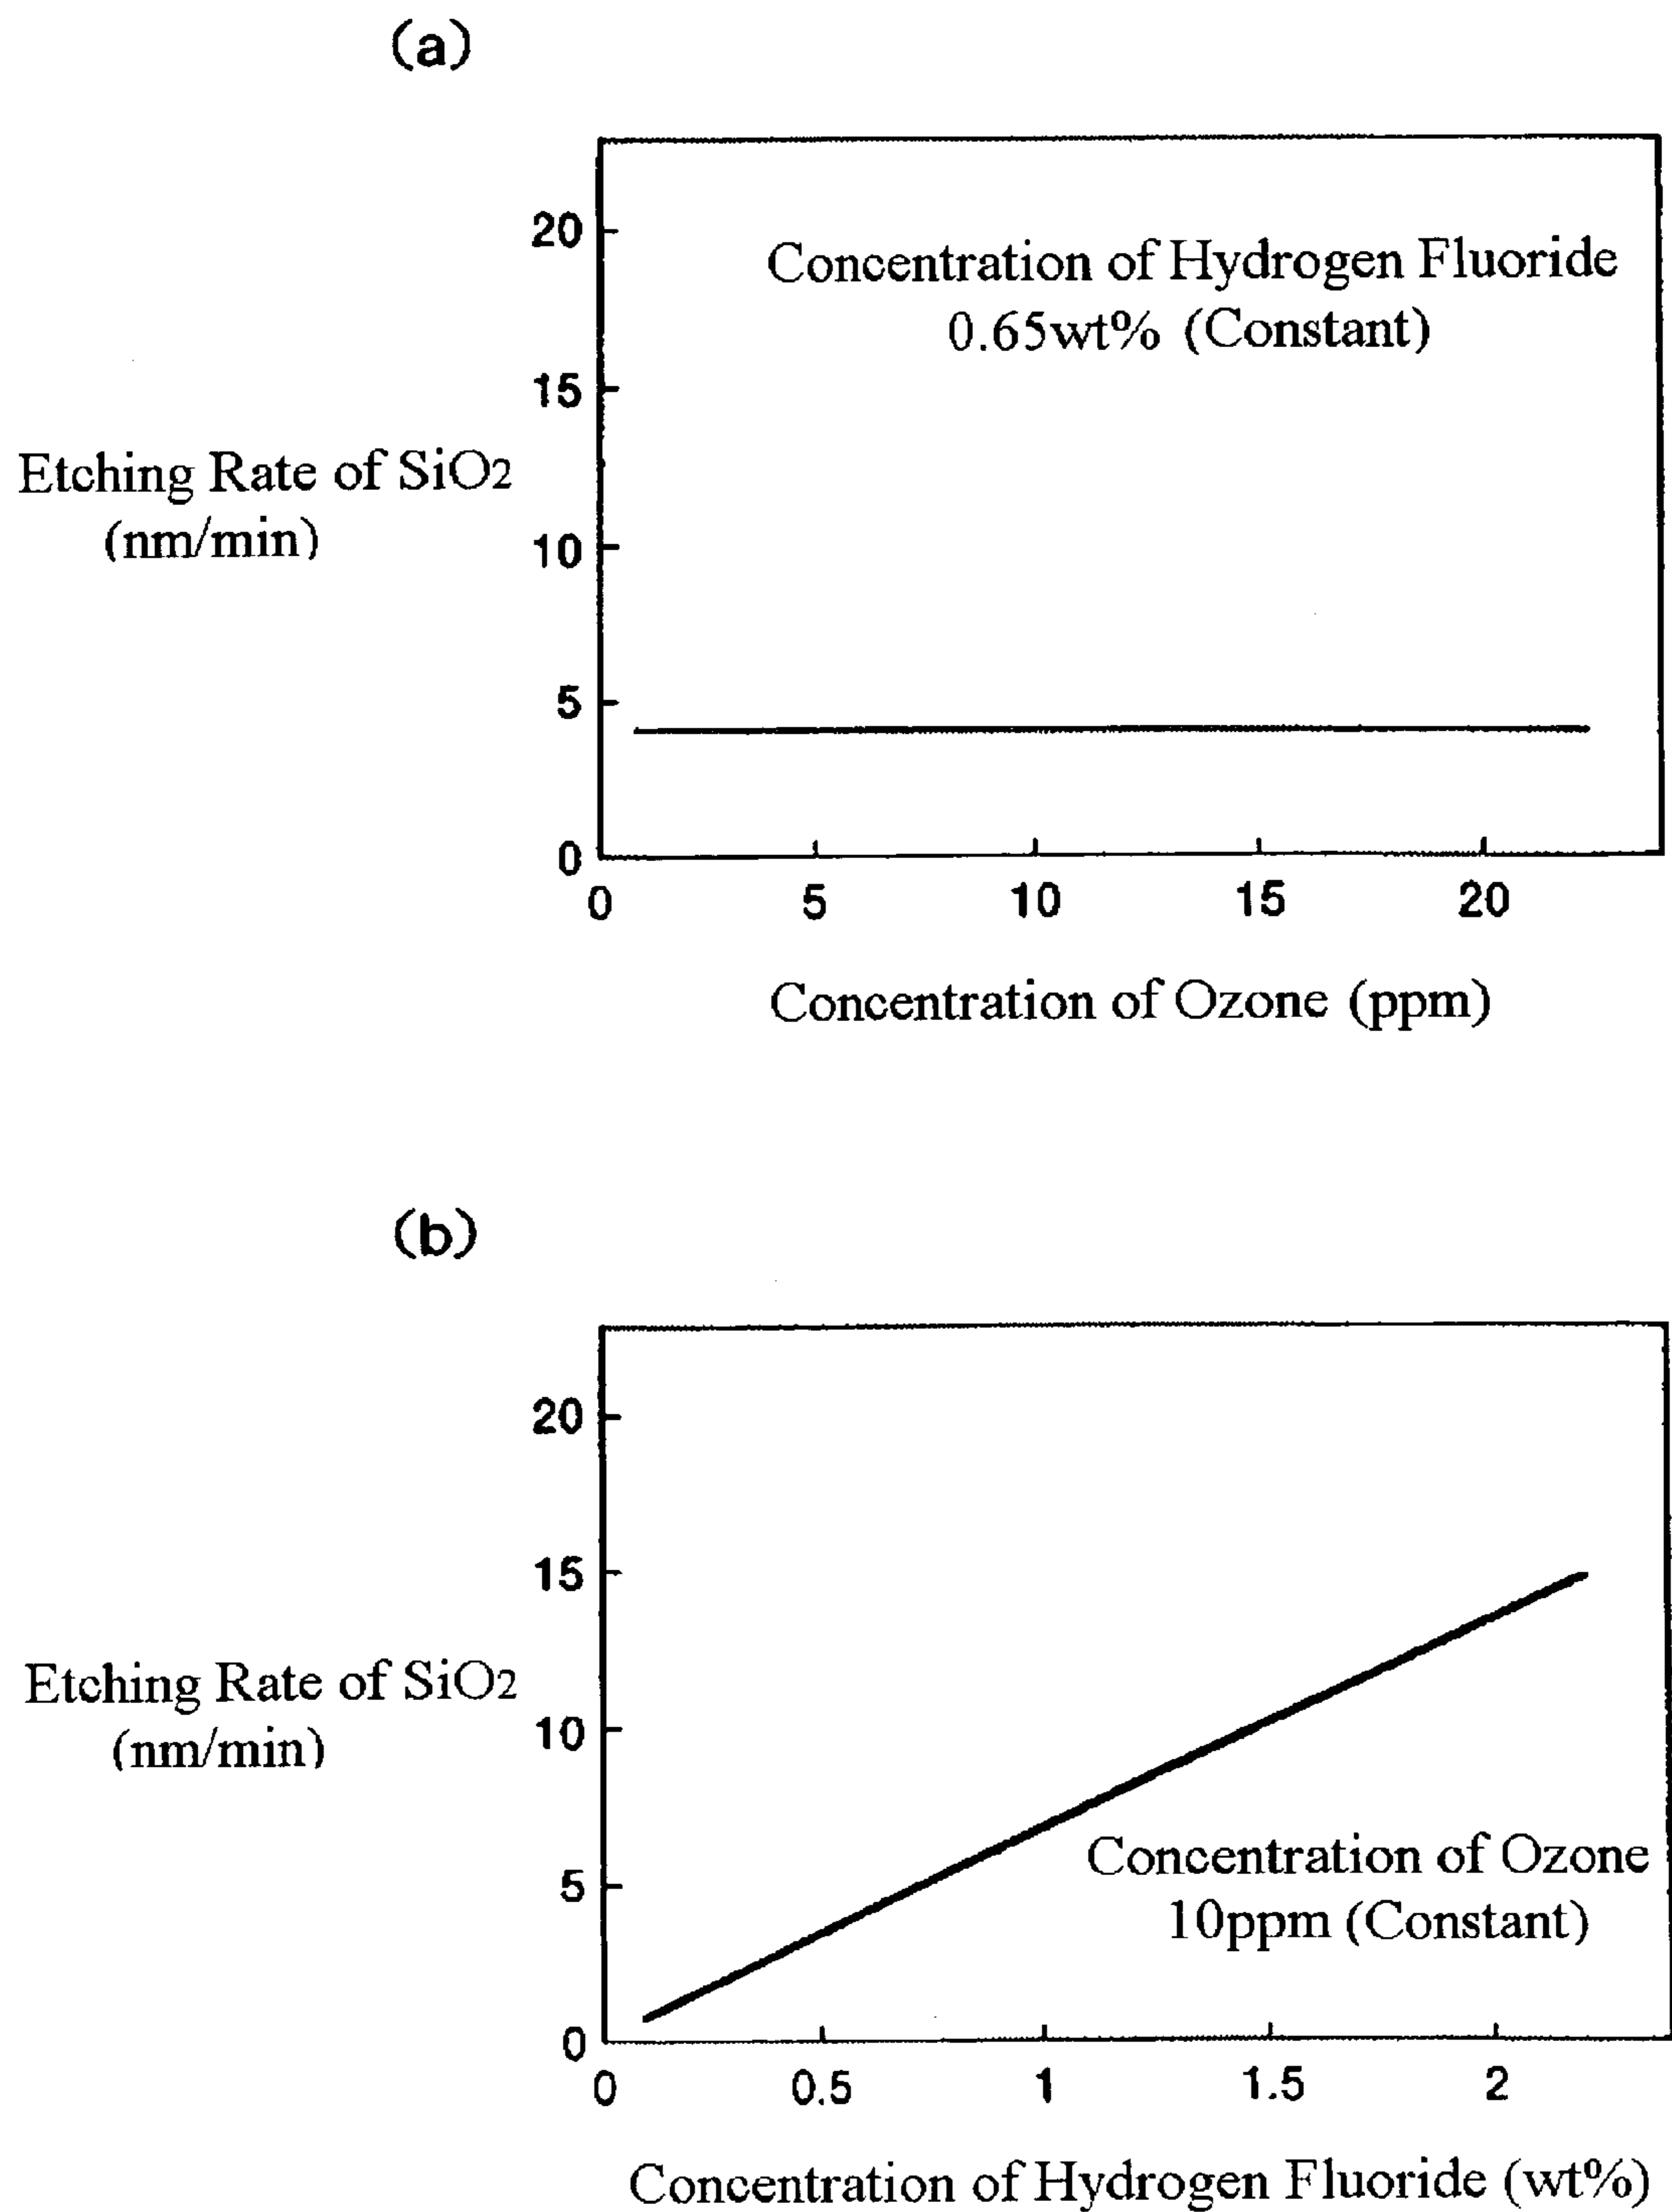 (a)
20
Concentration of Hydrogen Fluoride
0.65wt% (Constant)
15
Etching Rate of SiO2
(nm/min)
10
5
0
0 5 10 15 20
Concentration of Ozone (ppm)
(b)
20
15
Etching Rate of SiO2
(nm/min)
10
Concentration of Ozone
10ppm (Constant)
5
0
0 0.5 1 1.5 2
Concentration of Hydrogen Fluoride (wt%)